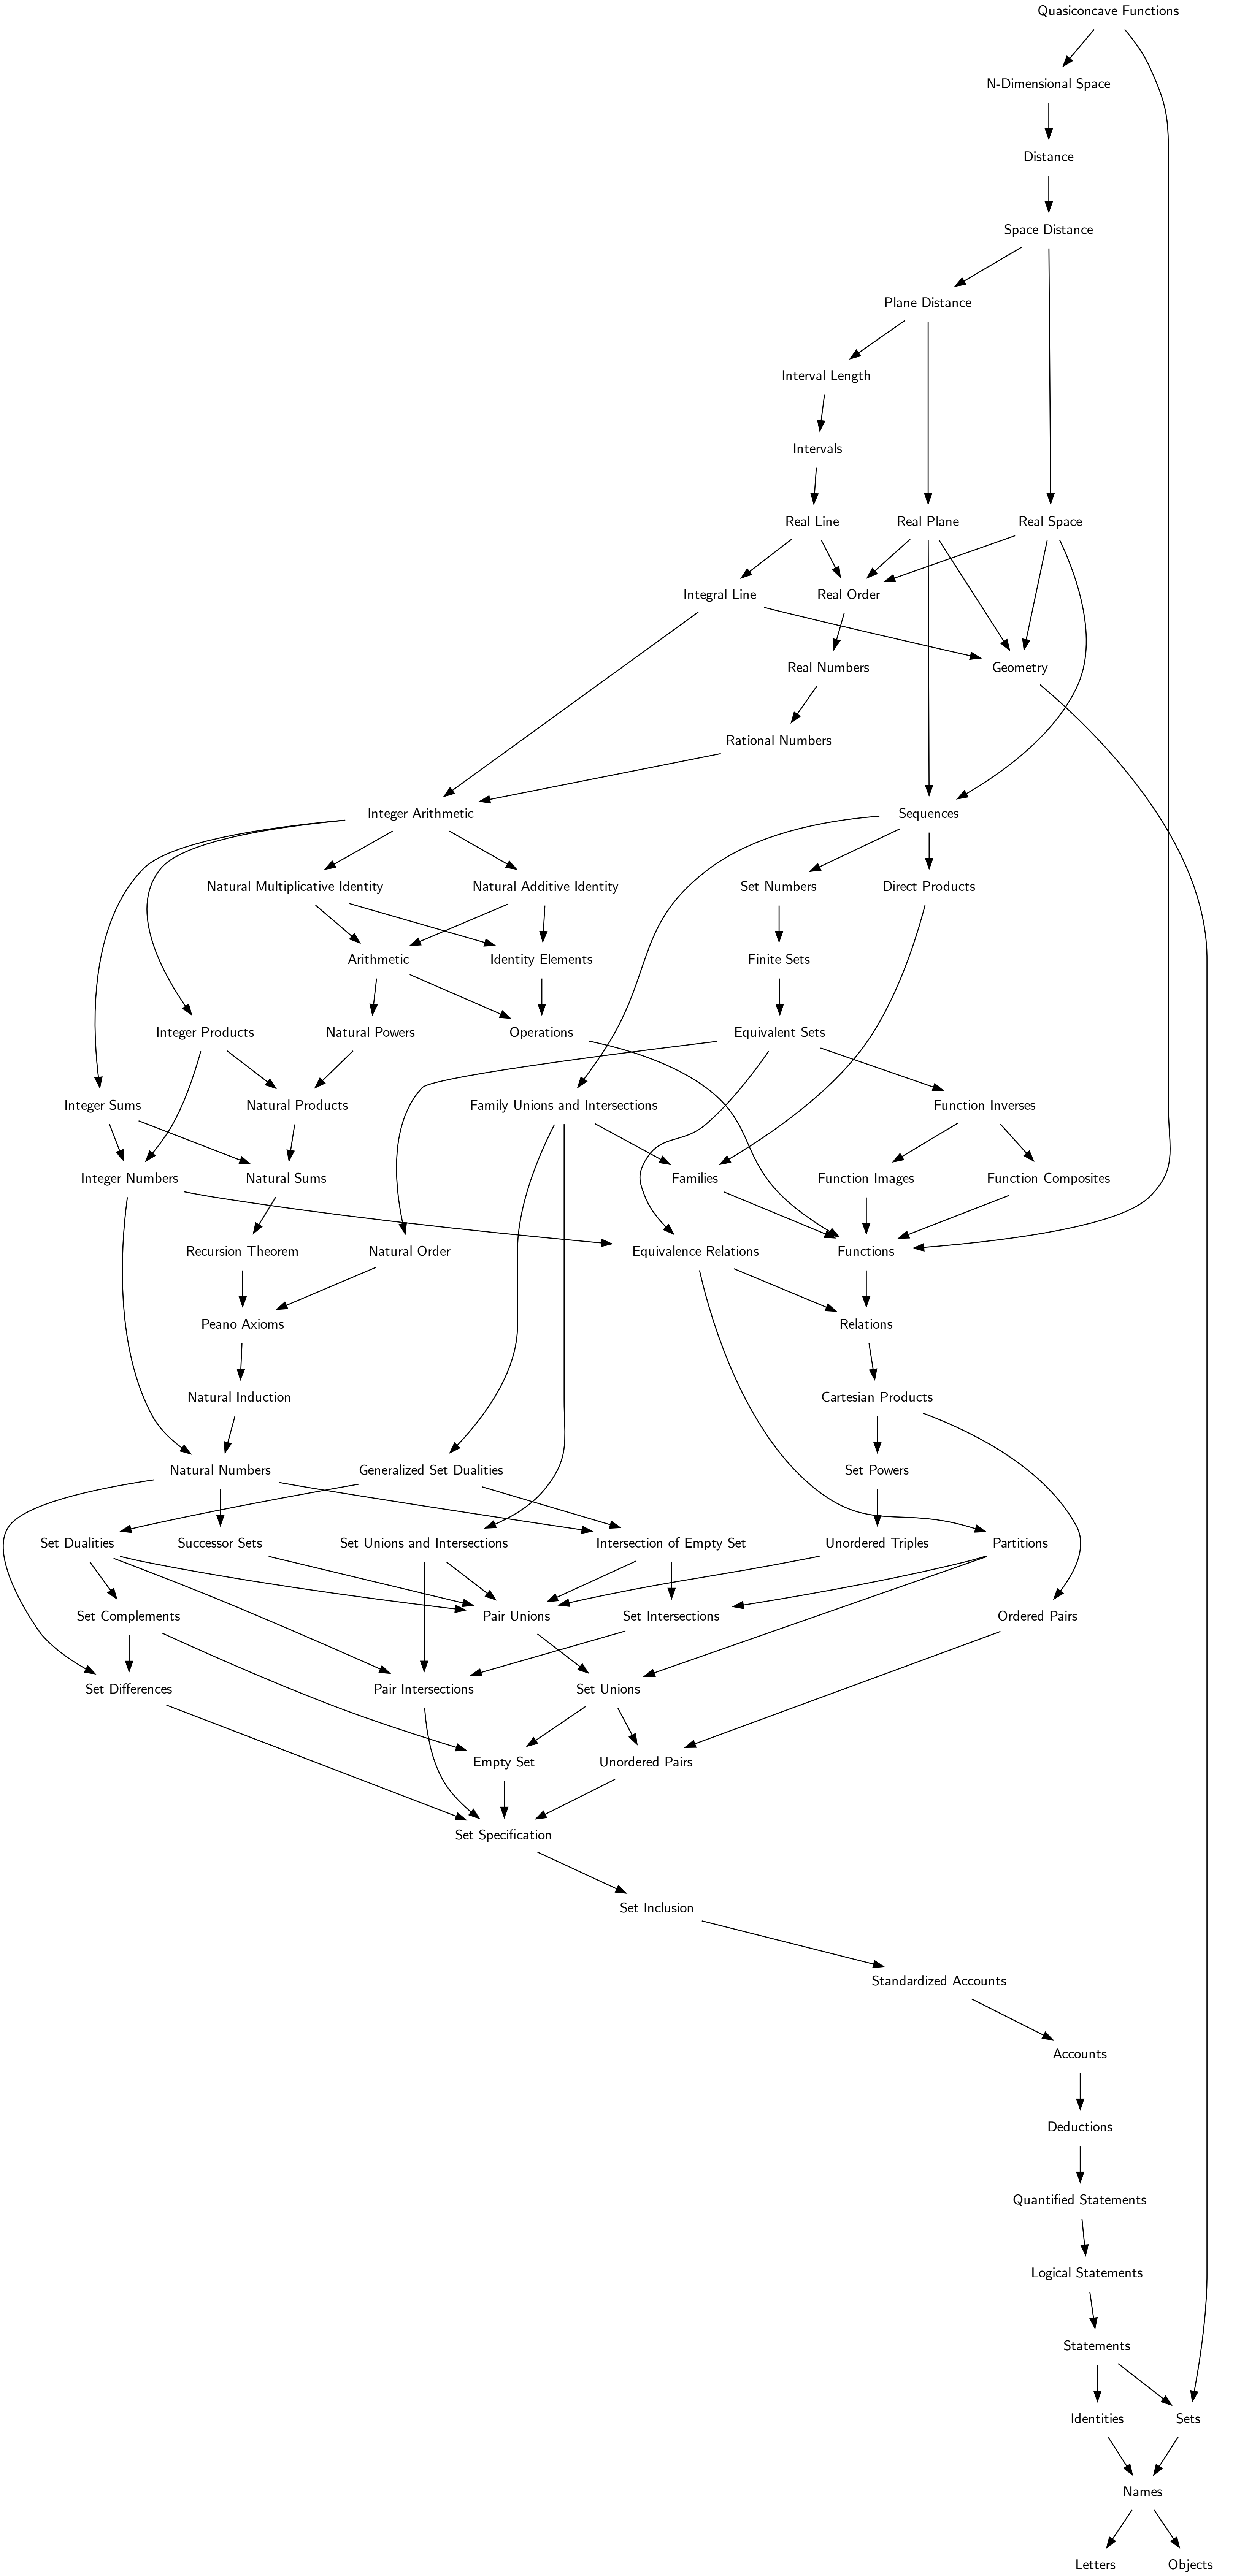 Quasiconcave Functions
N-Dimensional Space
Distance
Space Distance
Plane Distance
Interval Length
Intervals
Real Line
Real Plane
Real Space
Integral Line
Real Order
Real Numbers
Geometry
Rational Numbers
Integer Arithmetic
Sequences
Natural Multiplicative Identity
Natural Additive Identity
Set Numbers
Direct Products
Arithmetic
Identity Elements
Finite Sets
Integer Products
Natural Powers
Operations
Equivalent Sets
Integer Sums
Natural Products
Family Unions and Intersections
Function Inverses
Integer Numbers
Natural Sums
Families
Function Images
Function Composites
Recursion Theorem
Natural Order
Equivalence Relations
Functions
Peano Axioms
Relations
Natural Induction
Cartesian Products
Natural Numbers
Generalized Set Dualities
Set Powers
Set Dualities
Successor Sets
Set Unions and Intersections
Intersection of Empty Set
Unordered Triples
Partitions
Set Complements
Pair Unions
Set Intersections
Ordered Pairs
Set Differences
Pair Intersections
Set Unions
Empty Set
Unordered Pairs
Set Specification
Set Inclusion
Standardized Accounts
Accounts
Deductions
Quantified Statements
Logical Statements
Statements
Identities
Sets
Names
Letters
Objects